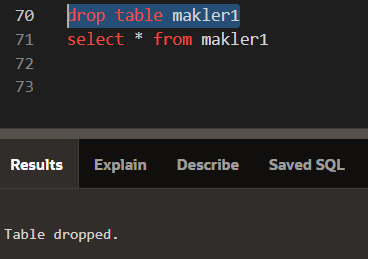 70 drop table makler1
71 select * from makler1
72
73
Results Explain Describe Saved SQL
Table dropped.